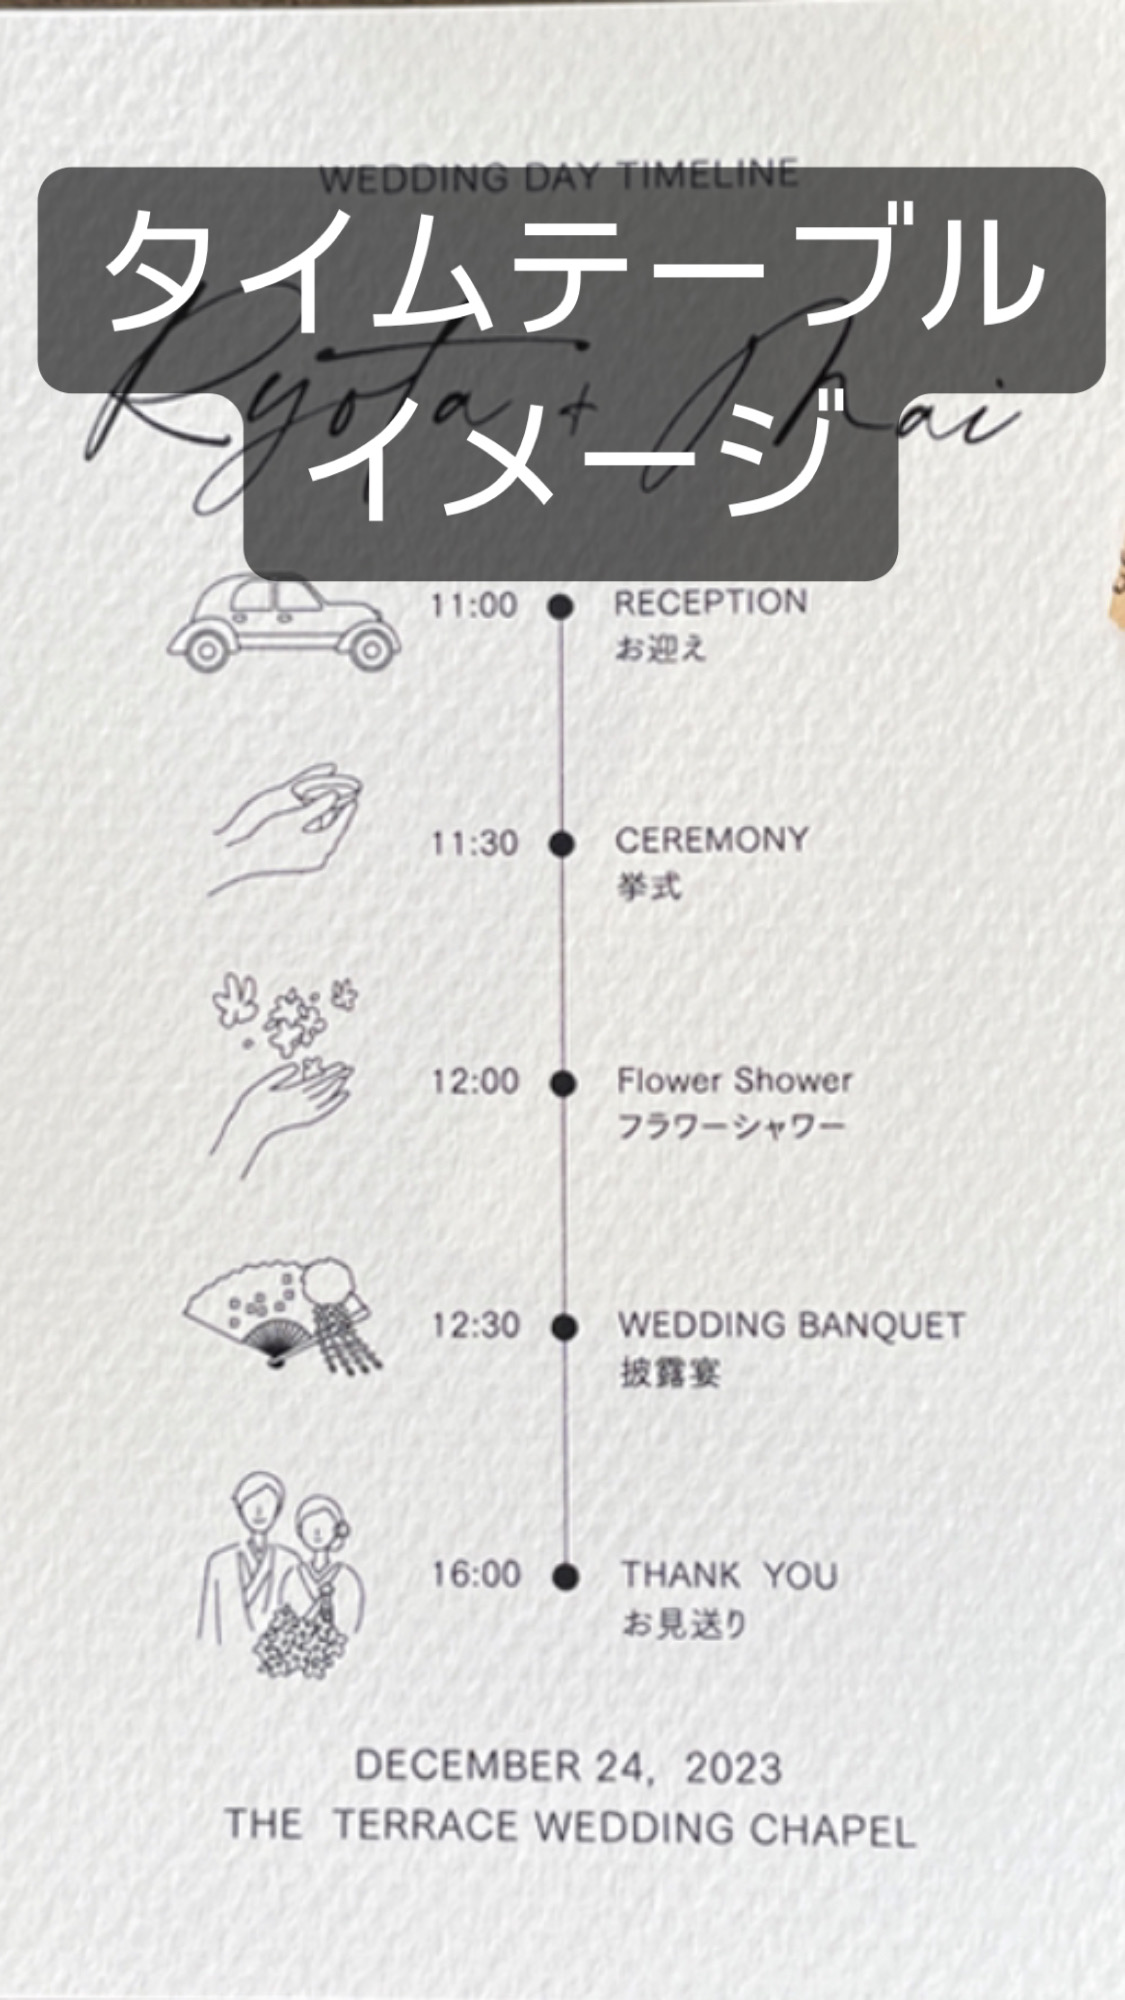 WEDDING DAY TIMELINE
タイムテーブル
イメージ
Ryota +
11:00 RECEPTION
お迎え
11:30 CEREMONY
挙式
12:00 Flower Shower
フラワーシャワー
12:30 WEDDING BANQUET
披露宴
16:00 THANK YOU
お見送り
DECEMBER 24, 2023
THE TERRACE WEDDING CHAPEL